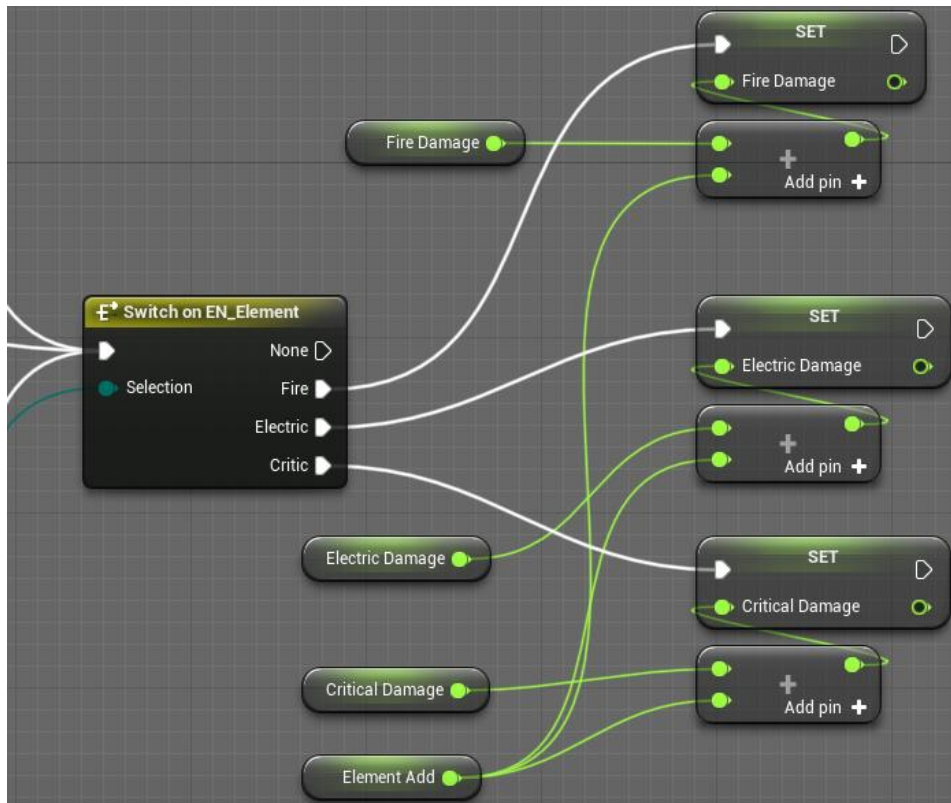 SET
Fire Damage
Fire Damage
Add pin
Switch on EN_Element
None
Selection
Fire
Electric
Critic
SET
Electric Damage
Add pin
Electric Damage
SET
Critical Damage
Critical Damage
Add pin
Element Add